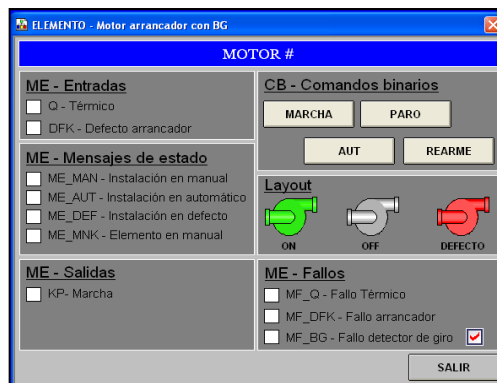 ELEMENTO - Motor arrancador con BG
MOTOR #
ME - Entradas
Q - Térmico
DFK - Defecto arrancador
ME - Mensajes de estado
ME_MAN - Instalación en manual
ME_AUT - Instalación en automático
ME_DEF - Instalación en defecto
ME_MNK - Elemento en manual
ME - Salidas
KP- Marcha
CB - Comandos binarios
MARCHA PARO
AUT REARME
Layout
ON OFF DEFECTO
ME - Fallos
MF_Q - Fallo Térmico
MF_DFK - Fallo arrancador
MF_BG - Fallo detector de giro
SALIR